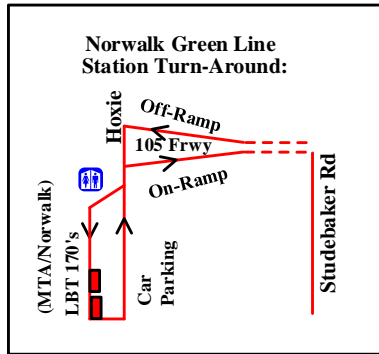 Norwalk Green Line
Station Turn-Around:
Hoxie
Off-Ramp
105 Frwy
On-Ramp
(MTA/Norwalk)
LBT 170's
Car
Parking
Studebaker Rd